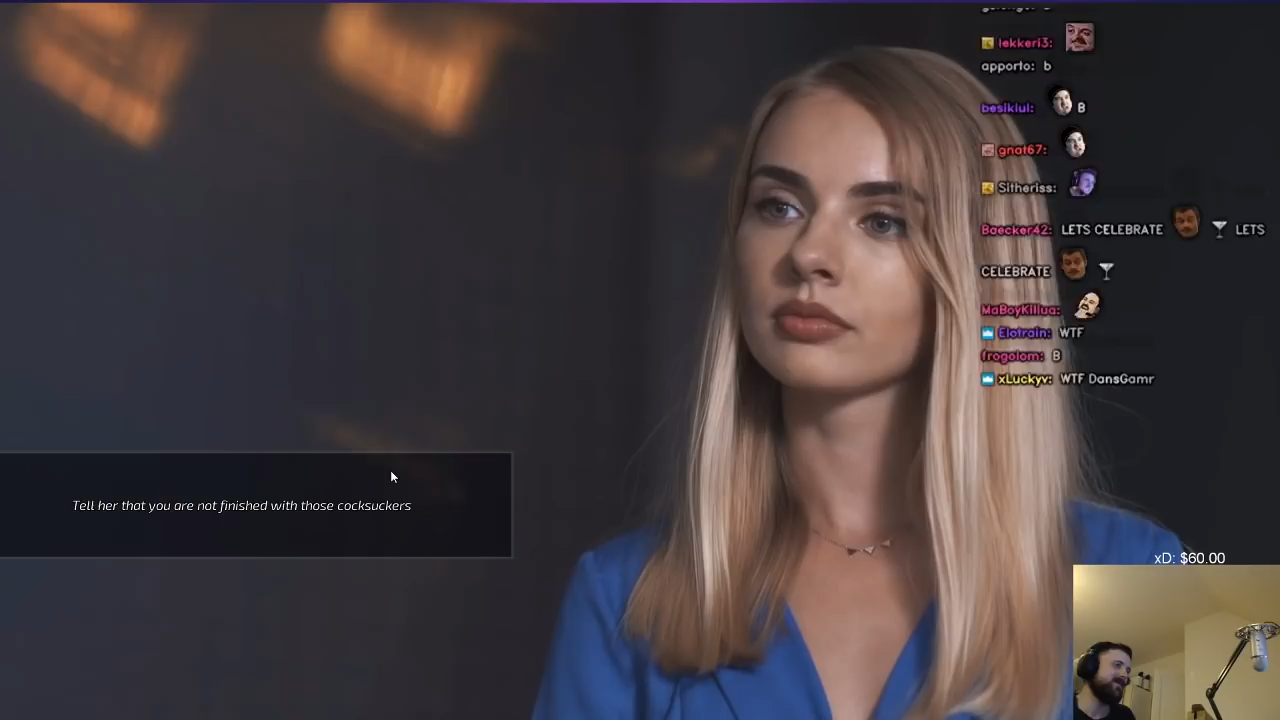 lekkeri3:
apporto: b
besiklul: B
gnat67:
Sitheriss:
Baecker42: LETS CELEBRATE LETS
CELEBRATE
MaBoyKillua:
Elotrain: WTF
frogolom: B
xLuckyv: WTF DansGamr
Tell her that you are not finished with those cocksuckers
xD: $60.00